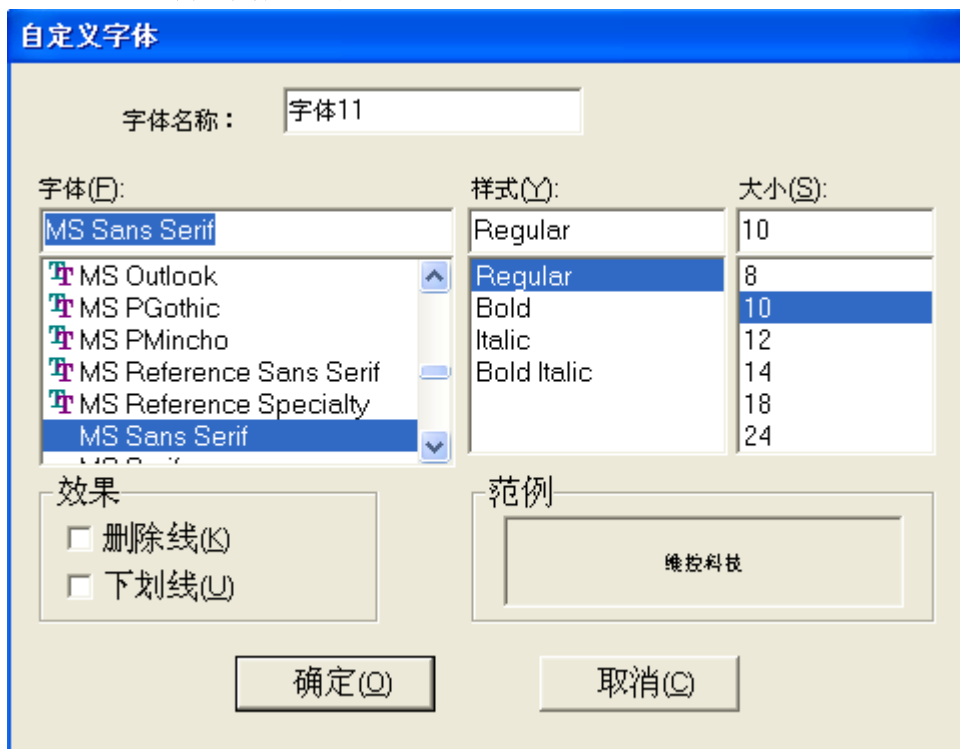 自定义字体
字体名称： 字体11
字体(F): 样式(Y): 大小(S):
MS Sans Serif Regular 10
MS Outlook Regular 8
MS PGothic Bold 10
MS PMincho Italic 12
MS Reference Sans Serif Bold Italic 14
MS Reference Specialty 18
MS Sans Serif 24
效果 范例
删除线(K)
维控科技
下划线(U)
确定(O) 取消(C)